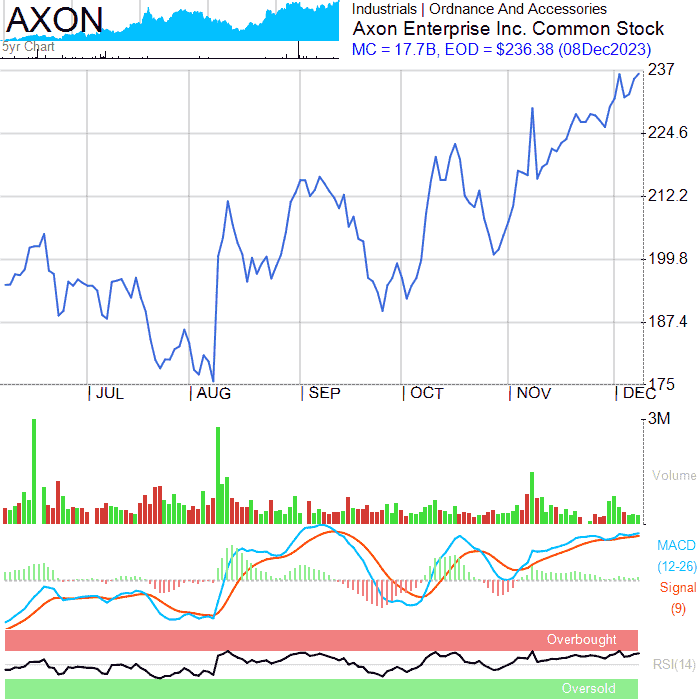 AXON
5yr Chart
Industrials | Ordnance And Accessories
Axon Enterprise Inc. Common Stock
MC = 17.7B, EOD = $236.38 (08Dec2023)
237
224.6
212.2
199.8
187.4
175
JUL AUG SEP OCT NOV DEC
3M
Volume
MACD
(12-26)
Signal
(9)
Overbought
RSI(14)
Oversold